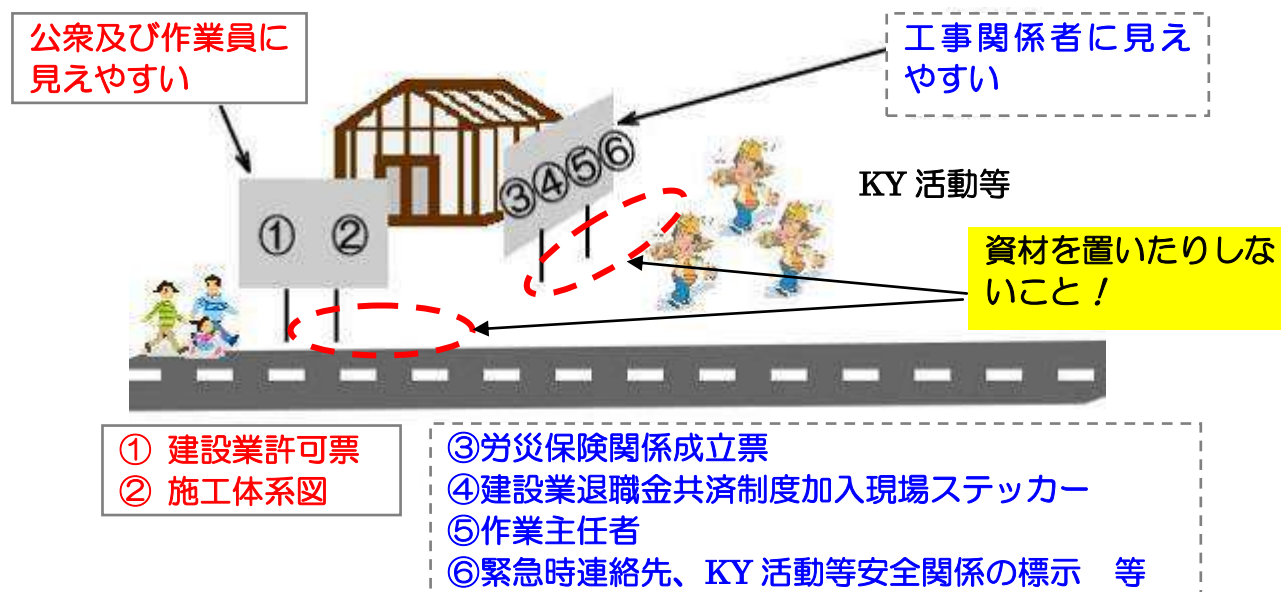 公衆及び作業員に
見えやすい
工事関係者に見え
やすい
①
②
③④⑤⑥
KY 活動等
資材を置いたりしな
いこと！
① 建設業許可票
② 施工体系図
③労災保険関係成立票
④建設業退職金共済制度加入現場ステッカー
⑤作業主任者
⑥緊急時連絡先、KY 活動等安全関係の標示　等